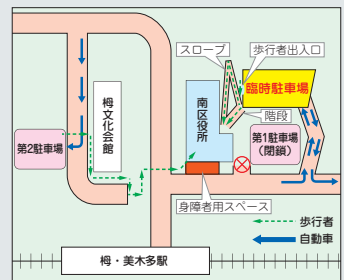 スロープ
歩行者出入口
臨時駐車場
階段
栂文化会館
南区役所
第2駐車場
第1駐車場
(閉鎖)
身障者用スペース
歩行者
自動車
栂・美木多駅